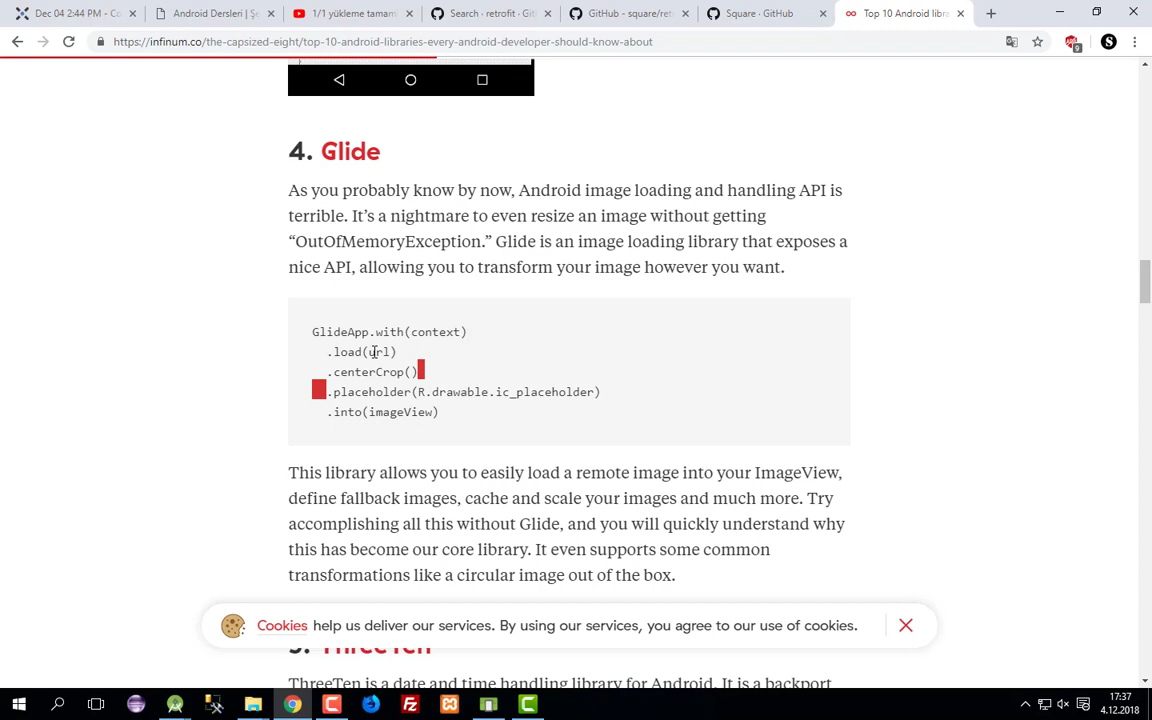 Dec 04 2:44 PM - Co
Android Dersleri | Şe
1/1 yükleme tamam
Search · retrofit · Git
GitHub - square/ret
Square · GitHub
Top 10 Android libra
https://infinum.co/the-capsized-eight/top-10-android-libraries-every-android-developer-should-know-about
9
S
4. Glide
As you probably know by now, Android image loading and handling API is
terrible. It's a nightmare to even resize an image without getting
“OutOfMemoryException.” Glide is an image loading library that exposes a
nice API, allowing you to transform your image however you want.
GlideApp.with(context)
.load(url)
.centerCrop()
.placeholder(R.drawable.ic_placeholder)
.into(imageView)
This library allows you to easily load a remote image into your ImageView,
define fallback images, cache and scale your images and much more. Try
accomplishing all this without Glide, and you will quickly understand why
this has become our core library. It even supports some common
transformations like a circular image out of the box.
Cookies help us deliver our services. By using our services, you agree to our use of cookies.
5. ThreeTen
ThreeTen is a date and time handling library for Android. It is a backport
17:37
4.12.2018